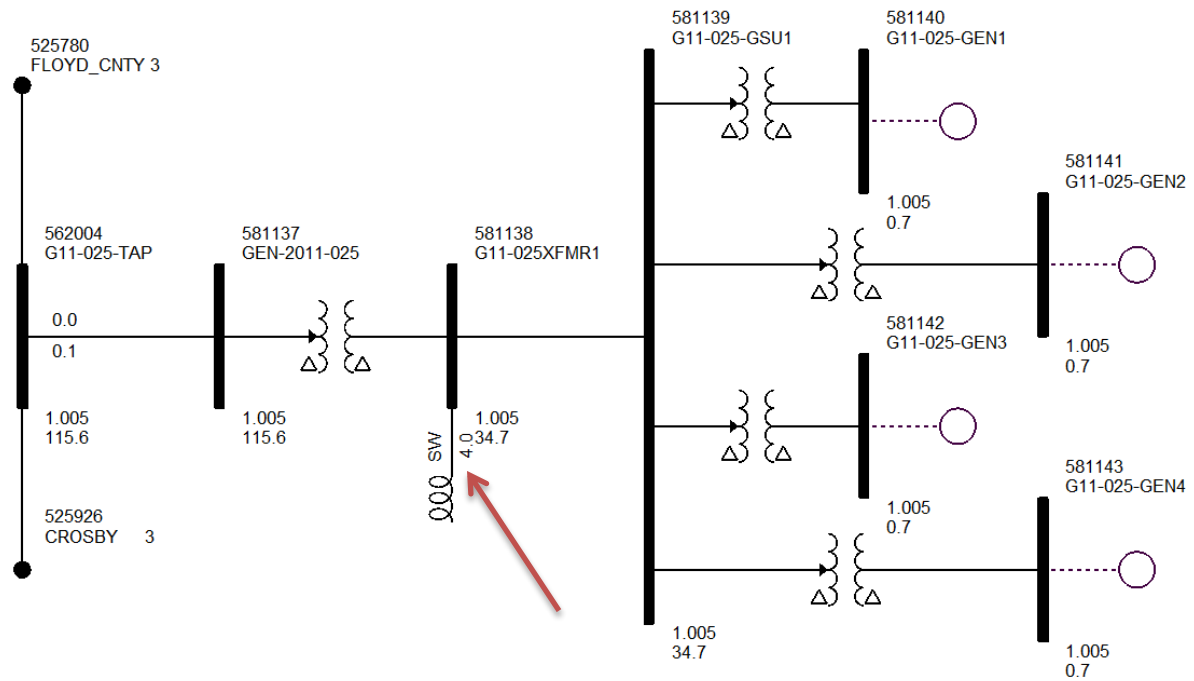 525780
FLOYD_CNTY 3
562004
G11-025-TAP
0.0
0.1
1.005
115.6
525926
CROSBY 3
581137
GEN-2011-025
1.005
115.6
581138
G11-025XFMR1
1.005
34.7
SW
4.0
581139
G11-025-GSU1
1.005
34.7
581140
G11-025-GEN1
1.005
0.7
581141
G11-025-GEN2
1.005
0.7
581142
G11-025-GEN3
1.005
0.7
581143
G11-025-GEN4
1.005
0.7